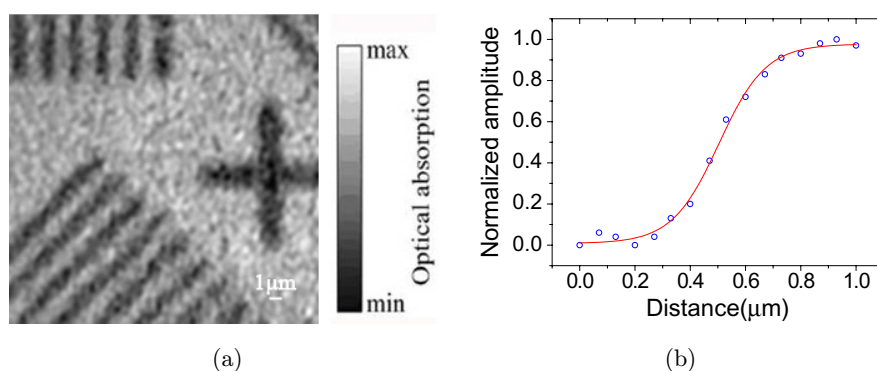 max
Optical absorption
min
1μm
(a)
Normalized amplitude
1.0
0.8
0.6
0.4
0.2
0.0
0.0 0.2 0.4 0.6 0.8 1.0
Distance(μm)
(b)